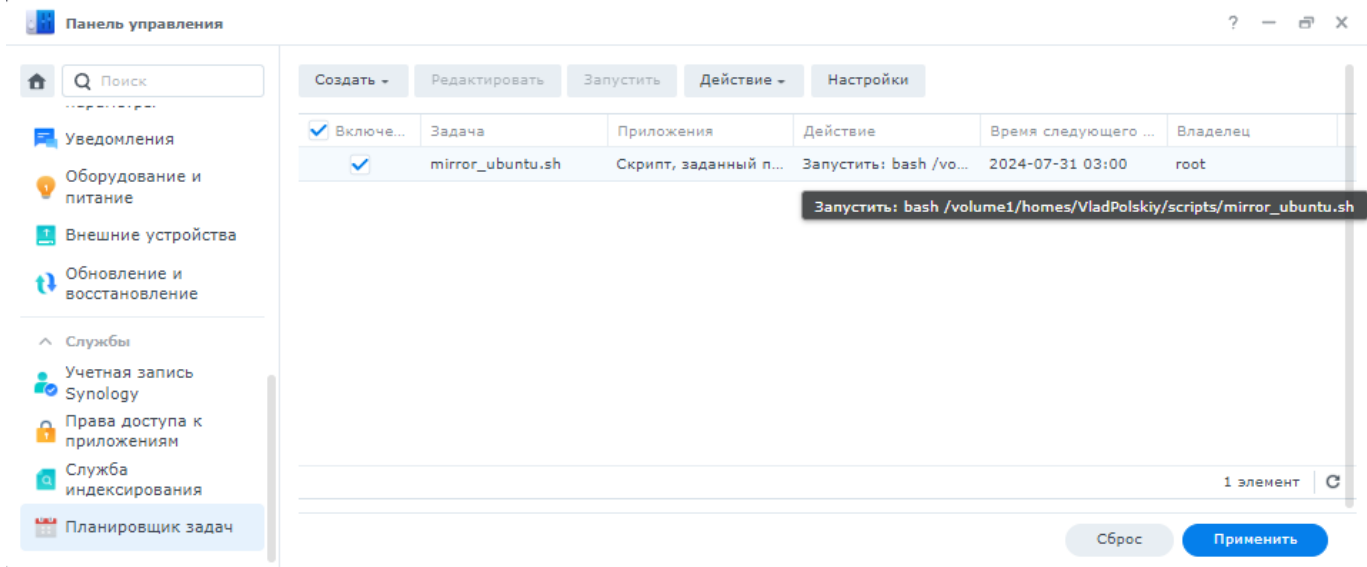 Панель управления
?
Поиск
Создать
Редактировать
Запустить
Действие
Настройки
Уведомления
Оборудование и
питание
Внешние устройства
Обновление и
восстановление
Службы
Учетная запись
Synology
Права доступа к
приложениям
Служба
индексирования
Планировщик задач
Включе...
Задача
Приложения
Действие
Время следующего ...
Владелец
mirror_ubuntu.sh
Скрипт, заданный п...
Запустить: bash /vo...
2024-07-31 03:00
root
Запустить: bash /volume1/homes/VladPolskiy/scripts/mirror_ubuntu.sh
1 элемент
Сброс
Применить